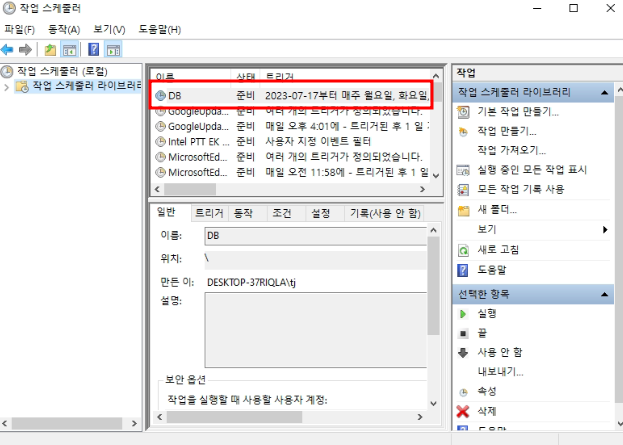 작업 스케줄러
파일(F) 동작(A) 보기(V) 도움말(H)
작업 스케줄러 (로컬)
작업 스케줄러 라이브러리
이름 상태 트리거
DB 준비 2023-07-17부터 매주 월요일, 화요일,
GoogleUpda... 준비 여러 개의 트리거가 정의되었습니다.
GoogleUpda... 준비 매일 오후 4:01에 - 트리거된 후 1 일
Intel PTT EK ... 준비 사용자 지정 이벤트 필터
MicrosoftEd... 준비 여러 개의 트리거가 정의되었습니다.
MicrosoftEd... 준비 매일 오전 11:58에 - 트리거된 후 1 일
일반 트리거 동작 조건 설정 기록(사용 안 함)
이름: DB
위치: \
만든 이: DESKTOP-37RIQLA\tj
설명:
보안 옵션
작업을 실행할 때 사용할 사용자 계정:
작업
작업 스케줄러 라이브러리
기본 작업 만들기...
작업 만들기...
작업 가져오기...
실행 중인 모든 작업 표시
모든 작업 기록 사용
새 폴더...
보기
새로 고침
도움말
선택한 항목
실행
끝
사용 안 함
내보내기...
속성
삭제
도움말